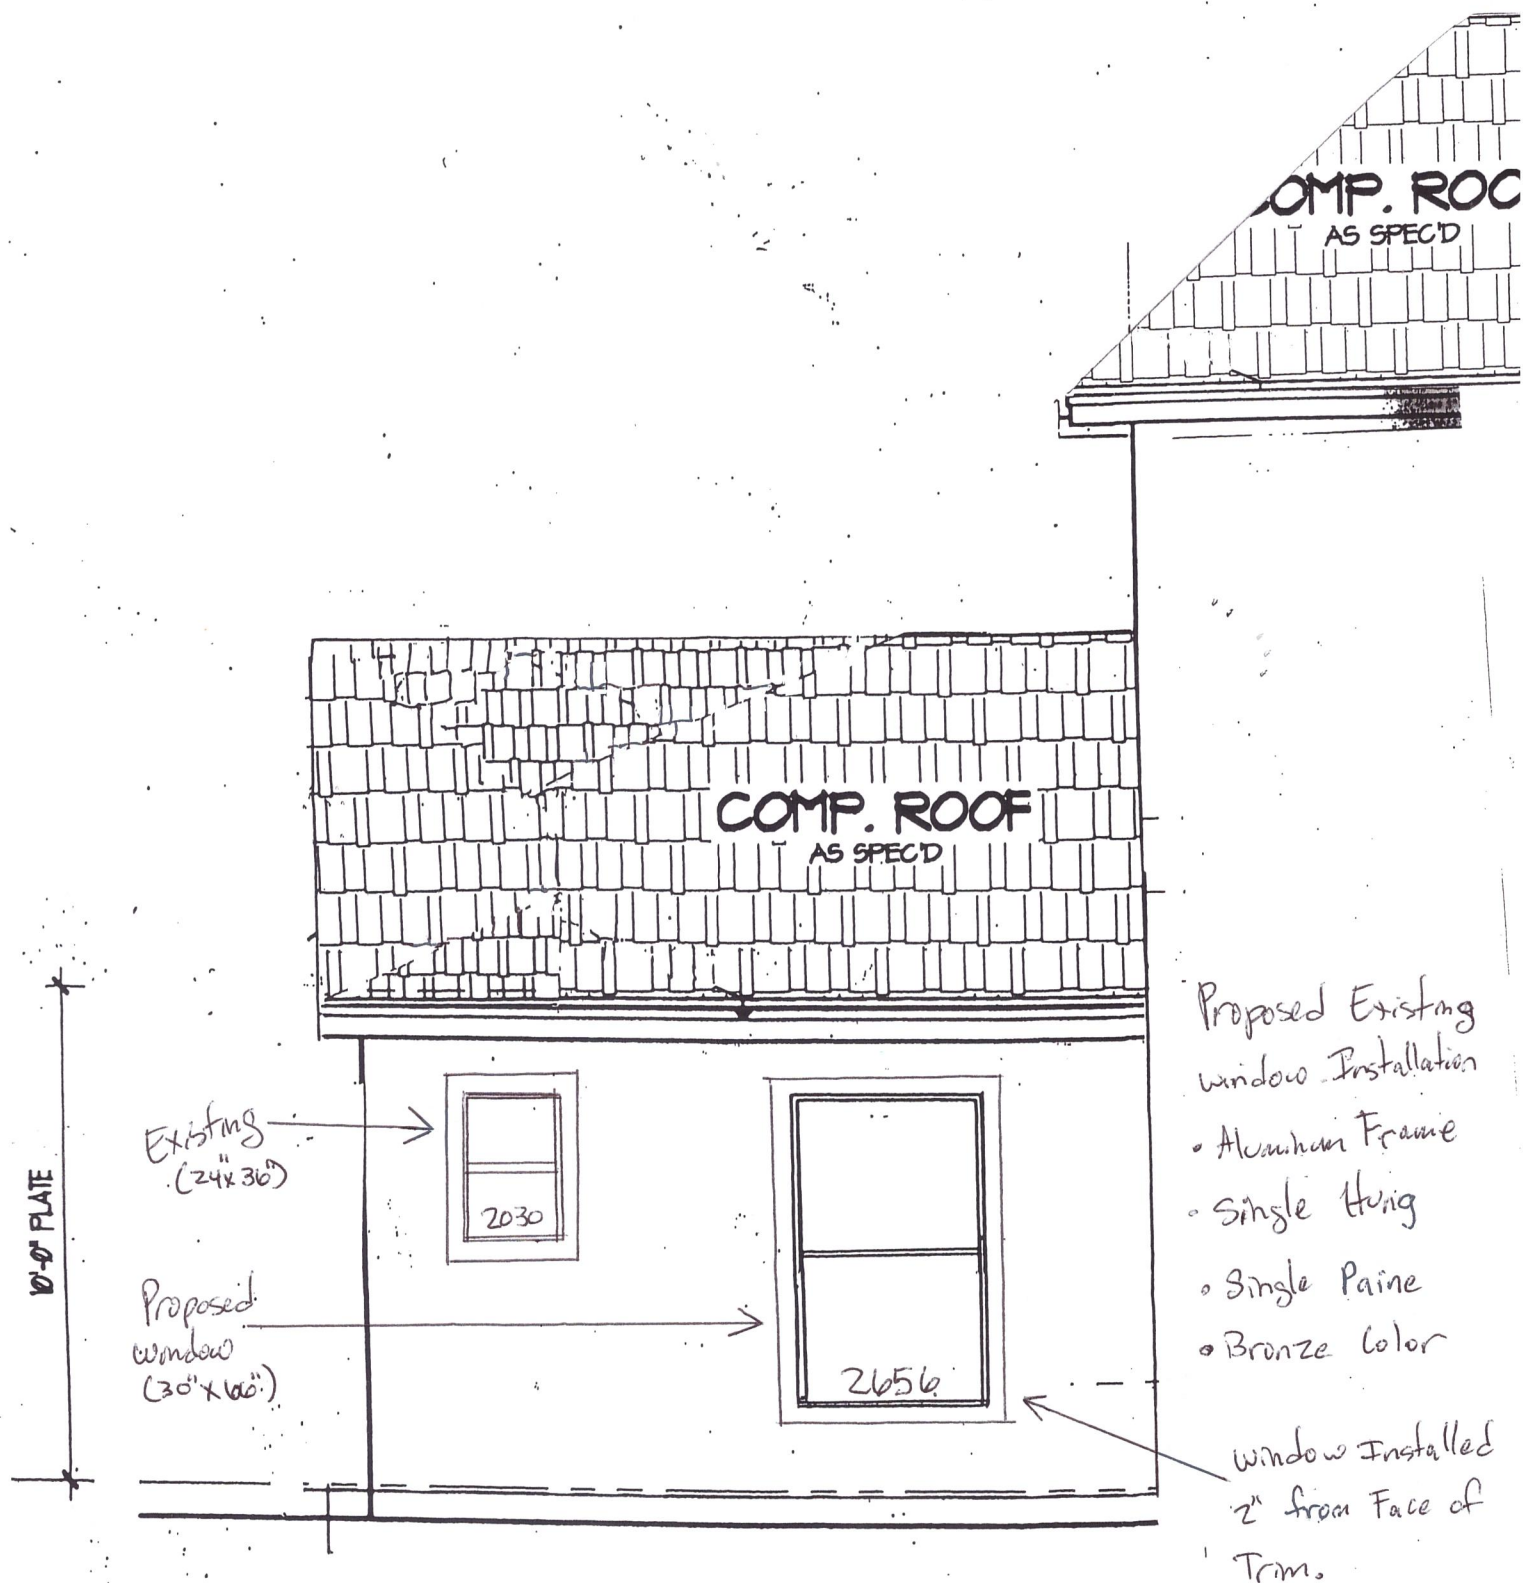 COMP. ROO
AS SPEC'D
COMP. ROOF
AS SPEC'D
10'-0" PLATE
Existing
(24"x36")
2030
Proposed
window
(30"x66")
2656
Proposed Existing
window Installation
• Aluminum Frame
• Single Hung
• Single Paine
• Bronze Color
window Installed
2" from Face of
Trim.